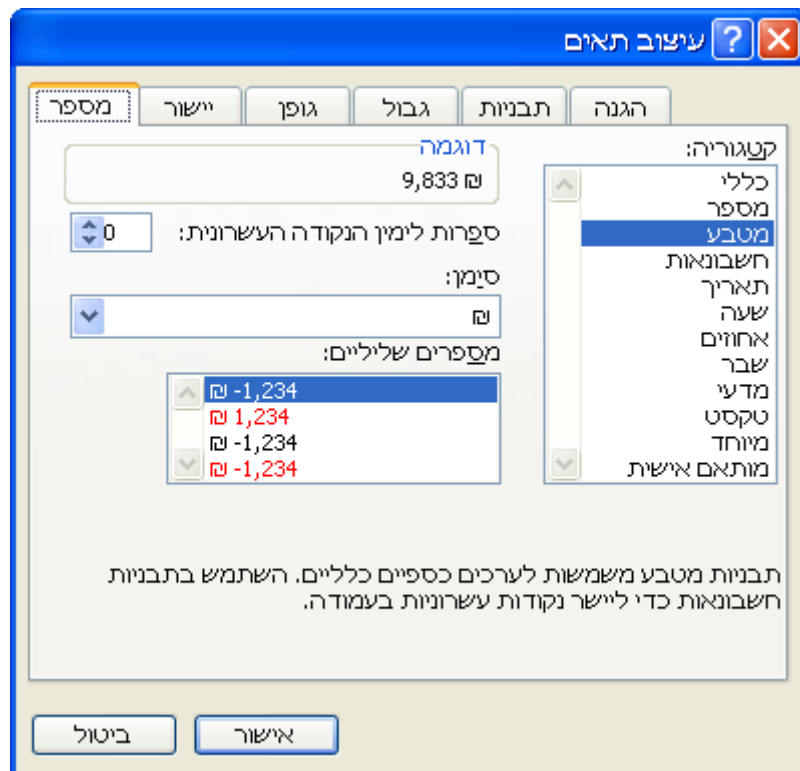 עיצוב תאים
מספר
יישור
גופן
גבול
תבניות
הגנה
קטגוריה:
כללי
מספר
מטבע
חשבונאות
תאריך
שעה
אחוזים
שבר
מדעי
טקסט
מיוחד
מותאם אישית
דוגמה
9,833 ₪
ספרות לימין הנקודה העשרונית:
0
סימן:
₪
מספרים שליליים:
₪ -1,234
₪ 1,234
₪ -1,234
₪ -1,234
תבניות מטבע משמשות לערכים כספיים כלליים. השתמש בתבניות
חשבונאות כדי ליישר נקודות עשרוניות בעמודה.
אישור
ביטול